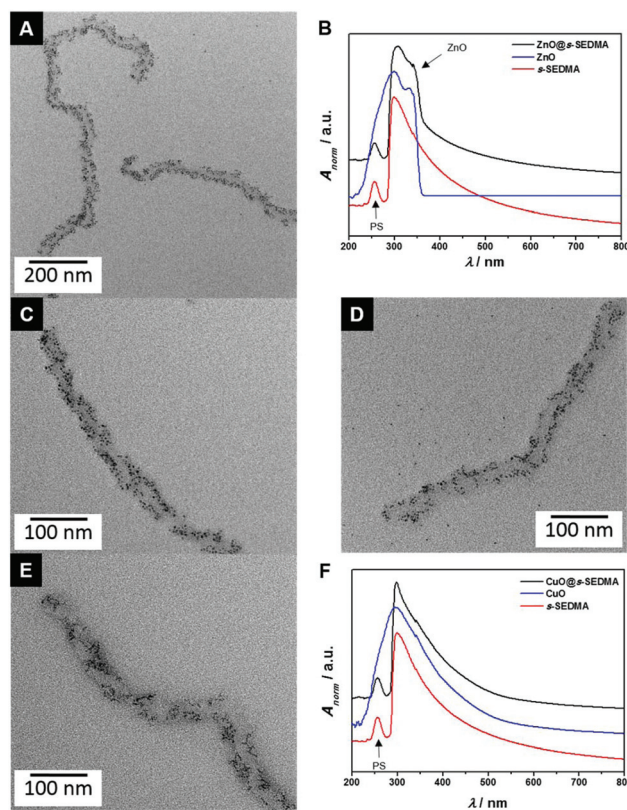 A
200 nm
B
ZnO@s-SEDMA
ZnO
s-SEDMA
ZnO
PS
A_norm / a.u.
200 300 400 500 600 700 800
λ / nm
C
100 nm
D
100 nm
E
100 nm
F
CuO@s-SEDMA
CuO
s-SEDMA
PS
A_norm / a.u.
200 300 400 500 600 700 800
λ / nm